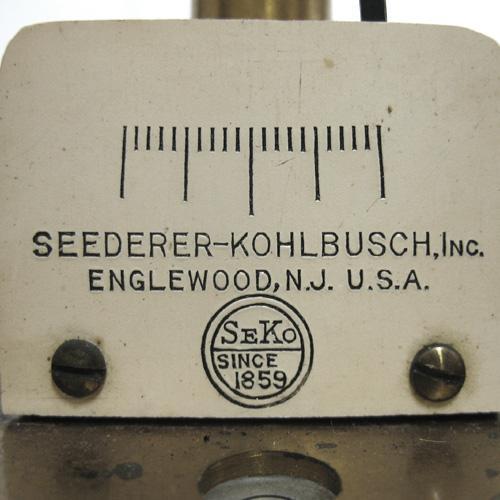 SEEDERER-KOHLBUSCH, INC.
ENGLEWOOD, N.J. U.S.A.
SEKO
SINCE
1859